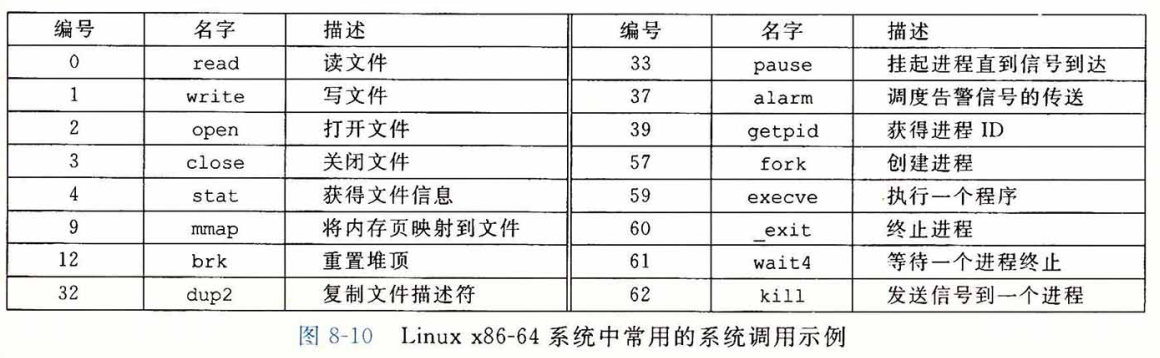 编号 名字 描述 编号 名字 描述
0 read 读文件 33 pause 挂起进程直到信号到达
1 write 写文件 37 alarm 调度告警信号的传送
2 open 打开文件 39 getpid 获得进程 ID
3 close 关闭文件 57 fork 创建进程
4 stat 获得文件信息 59 execve 执行一个程序
9 mmap 将内存页映射到文件 60 _exit 终止进程
12 brk 重置堆顶 61 wait4 等待一个进程终止
32 dup2 复制文件描述符 62 kill 发送信号到一个进程
图 8-10 Linux x86-64 系统中常用的系统调用示例